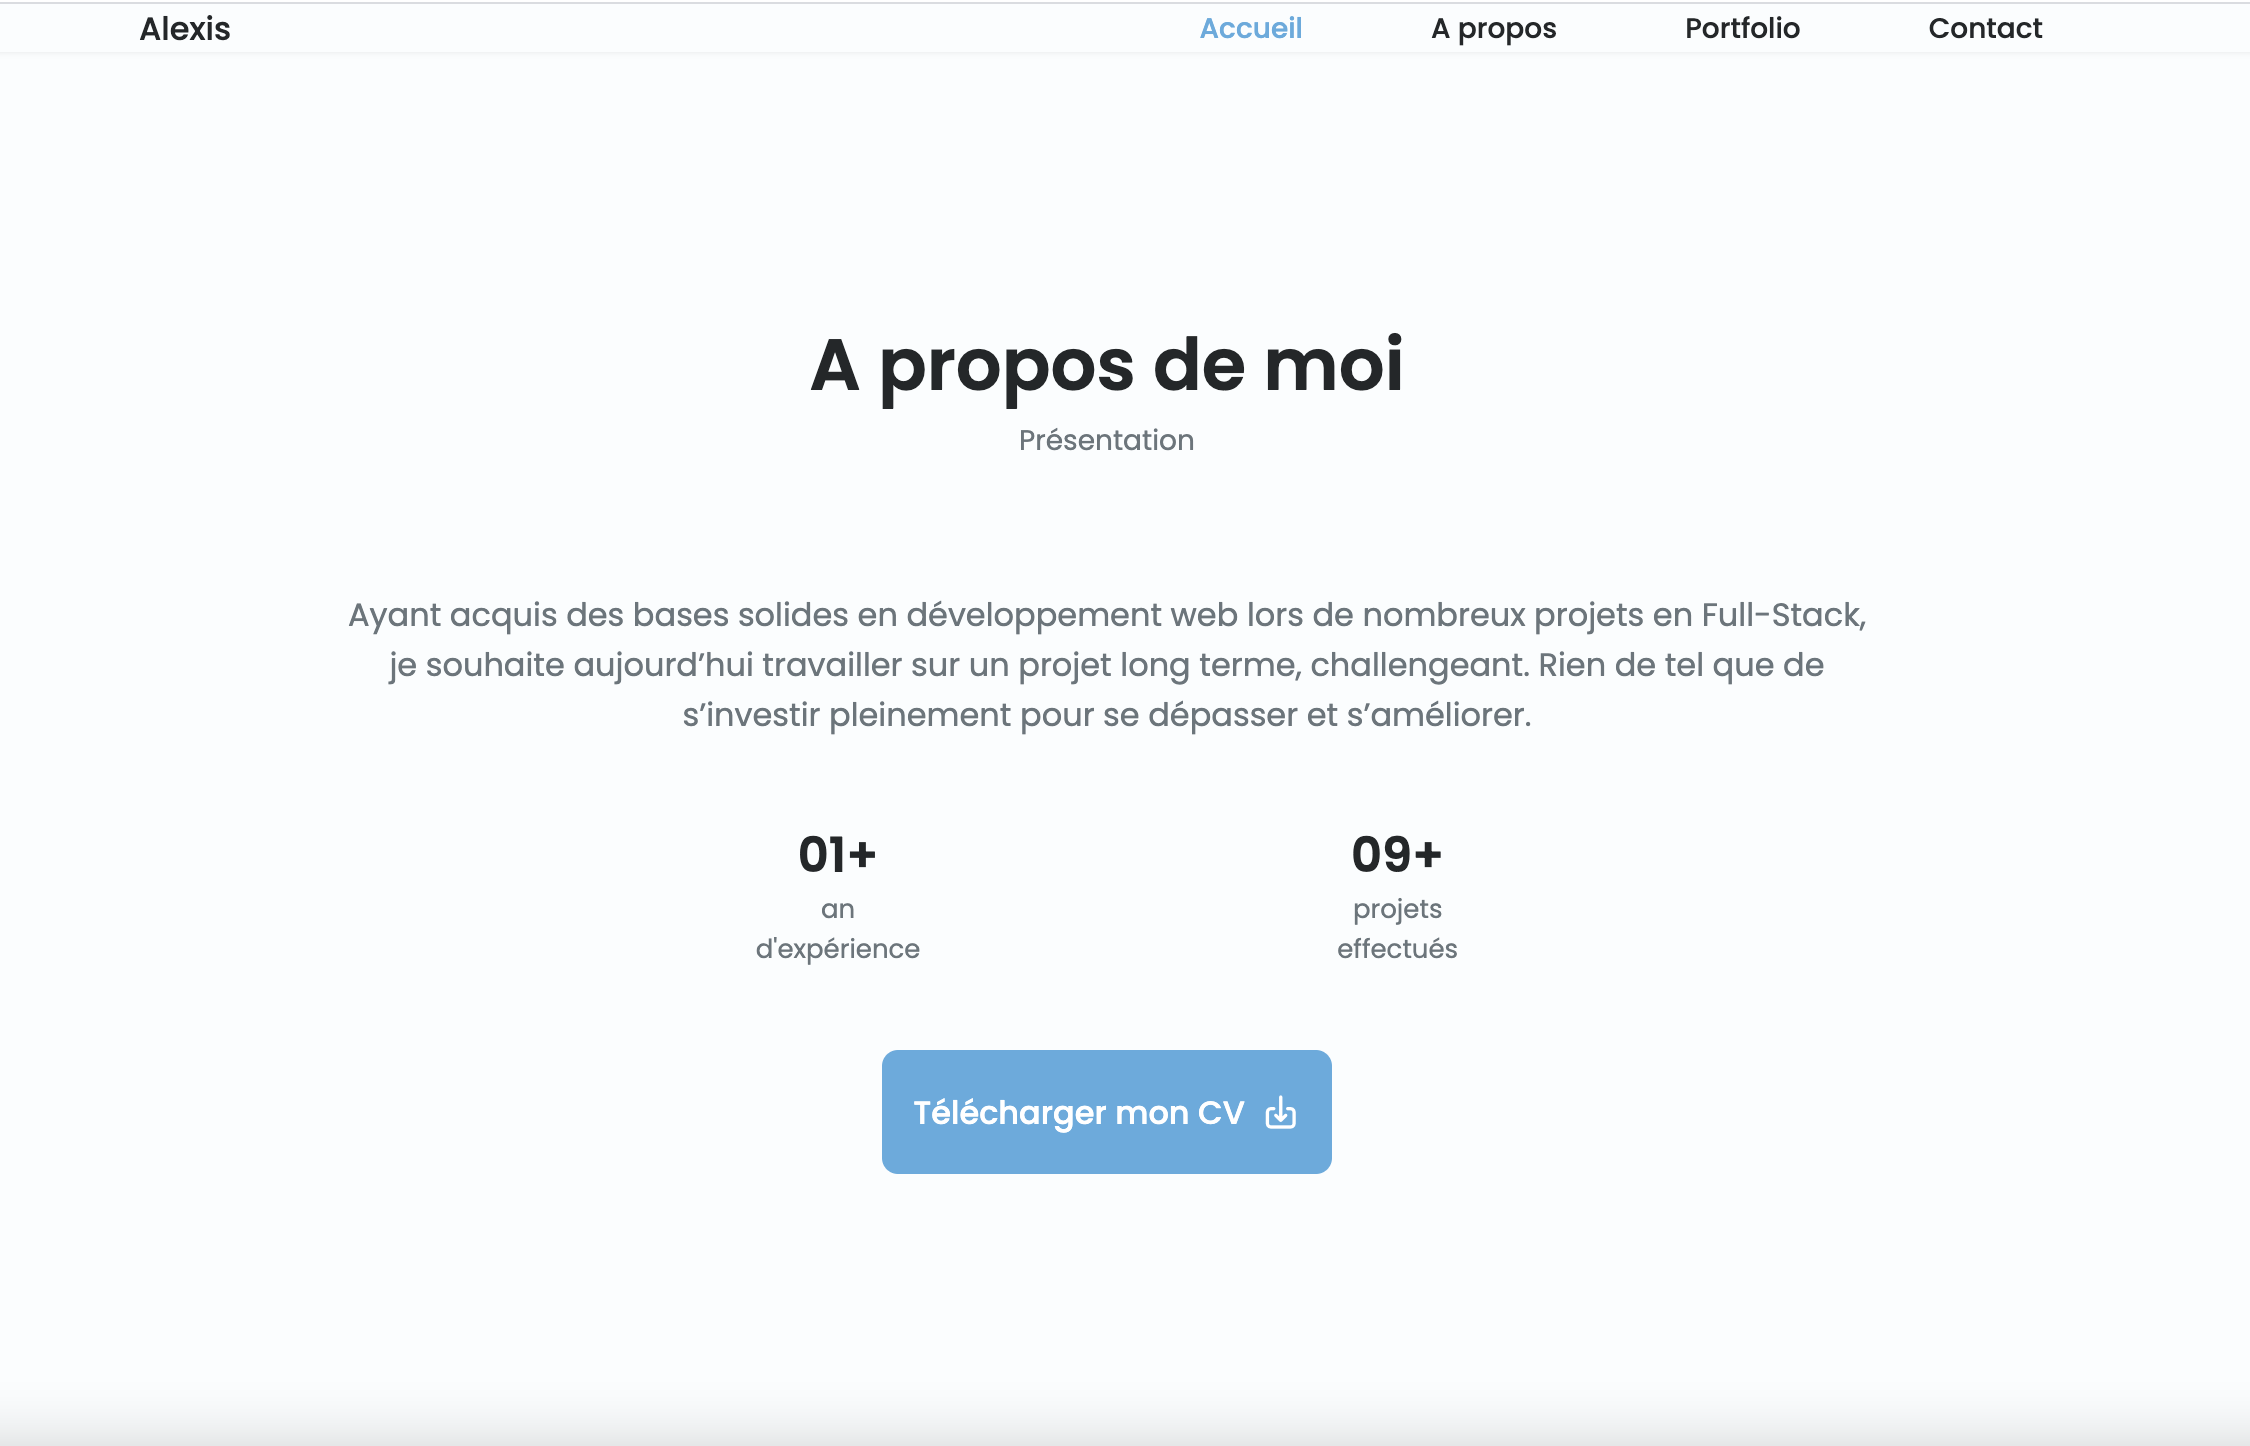 Alexis Accueil A propos Portfolio Contact
A propos de moi
Présentation
Ayant acquis des bases solides en développement web lors de nombreux projets en Full-Stack,
je souhaite aujourd’hui travailler sur un projet long terme, challengeant. Rien de tel que de
s’investir pleinement pour se dépasser et s’améliorer.
01+
an
d'expérience
09+
projets
effectués
Télécharger mon CV